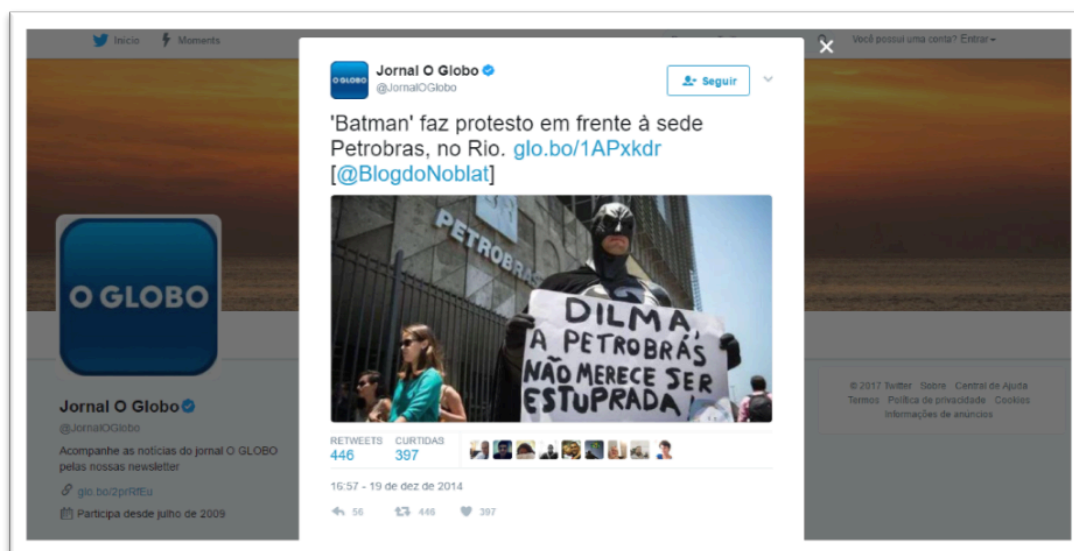 Início
Moments
Você possui uma conta? Entrar
Jornal O Globo
@JornalOGlobo
Seguir
'Batman' faz protesto em frente à sede
Petrobras, no Rio. glo.bo/1APxkdr
[@BlogdoNoblat]
O GLOBO
PETROBRAS
DILMA,
A PETROBRÁS
NÃO MERECE SER
ESTUPRADA!
RETWEETS CURTIDAS
446 397
16:57 - 19 de dez de 2014
56 446 397
O GLOBO
Jornal O Globo
@JornalOGlobo
Acompanhe as notícias do jornal O GLOBO
pelas nossas newsletter
glo.bo/2prRfEu
Participa desde julho de 2009
© 2017 Twitter Sobre Central de Ajuda
Termos Política de privacidade Cookies
Informações de anúncios